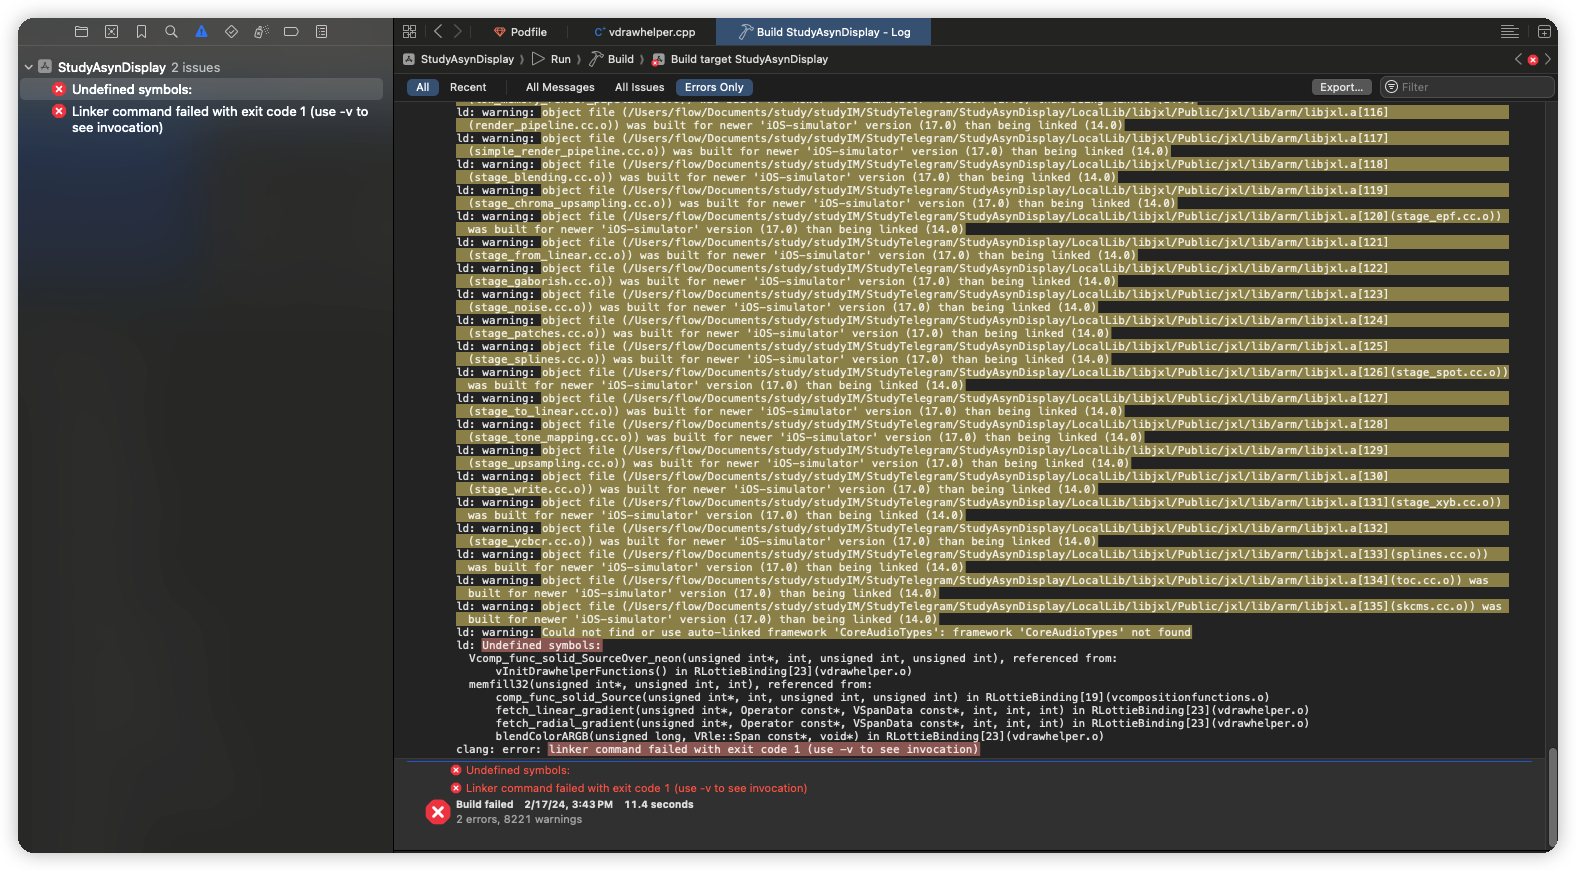 Podfile
vdrawhelper.cpp
Build StudyAsynDisplay - Log
StudyAsynDisplay 2 issues
Undefined symbols:
Linker command failed with exit code 1 (use -v to
see invocation)
StudyAsynDisplay
Run
Build
Build target StudyAsynDisplay
All
Recent
All Messages
All Issues
Errors Only
Export...
Filter
ld: warning: object file (/Users/flow/Documents/study/studyIM/StudyTelegram/StudyAsynDisplay/LocalLib/libjxl/Public/jxl/lib/arm/libjxl.a[116]
(render_pipeline.cc.o)) was built for newer 'iOS-simulator' version (17.0) than being linked (14.0)
ld: warning: object file (/Users/flow/Documents/study/studyIM/StudyTelegram/StudyAsynDisplay/LocalLib/libjxl/Public/jxl/lib/arm/libjxl.a[117]
(simple_render_pipeline.cc.o)) was built for newer 'iOS-simulator' version (17.0) than being linked (14.0)
ld: warning: object file (/Users/flow/Documents/study/studyIM/StudyTelegram/StudyAsynDisplay/LocalLib/libjxl/Public/jxl/lib/arm/libjxl.a[118]
(stage_blending.cc.o)) was built for newer 'iOS-simulator' version (17.0) than being linked (14.0)
ld: warning: object file (/Users/flow/Documents/study/studyIM/StudyTelegram/StudyAsynDisplay/LocalLib/libjxl/Public/jxl/lib/arm/libjxl.a[119]
(stage_chroma_upsampling.cc.o)) was built for newer 'iOS-simulator' version (17.0) than being linked (14.0)
ld: warning: object file (/Users/flow/Documents/study/studyIM/StudyTelegram/StudyAsynDisplay/LocalLib/libjxl/Public/jxl/lib/arm/libjxl.a[120](stage_epf.cc.o))
was built for newer 'iOS-simulator' version (17.0) than being linked (14.0)
ld: warning: object file (/Users/flow/Documents/study/studyIM/StudyTelegram/StudyAsynDisplay/LocalLib/libjxl/Public/jxl/lib/arm/libjxl.a[121]
(stage_from_linear.cc.o)) was built for newer 'iOS-simulator' version (17.0) than being linked (14.0)
ld: warning: object file (/Users/flow/Documents/study/studyIM/StudyTelegram/StudyAsynDisplay/LocalLib/libjxl/Public/jxl/lib/arm/libjxl.a[122]
(stage_gaborish.cc.o)) was built for newer 'iOS-simulator' version (17.0) than being linked (14.0)
ld: warning: object file (/Users/flow/Documents/study/studyIM/StudyTelegram/StudyAsynDisplay/LocalLib/libjxl/Public/jxl/lib/arm/libjxl.a[123]
(stage_noise.cc.o)) was built for newer 'iOS-simulator' version (17.0) than being linked (14.0)
ld: warning: object file (/Users/flow/Documents/study/studyIM/StudyTelegram/StudyAsynDisplay/LocalLib/libjxl/Public/jxl/lib/arm/libjxl.a[124]
(stage_patches.cc.o)) was built for newer 'iOS-simulator' version (17.0) than being linked (14.0)
ld: warning: object file (/Users/flow/Documents/study/studyIM/StudyTelegram/StudyAsynDisplay/LocalLib/libjxl/Public/jxl/lib/arm/libjxl.a[125]
(stage_splines.cc.o)) was built for newer 'iOS-simulator' version (17.0) than being linked (14.0)
ld: warning: object file (/Users/flow/Documents/study/studyIM/StudyTelegram/StudyAsynDisplay/LocalLib/libjxl/Public/jxl/lib/arm/libjxl.a[126](stage_spot.cc.o))
was built for newer 'iOS-simulator' version (17.0) than being linked (14.0)
ld: warning: object file (/Users/flow/Documents/study/studyIM/StudyTelegram/StudyAsynDisplay/LocalLib/libjxl/Public/jxl/lib/arm/libjxl.a[127]
(stage_to_linear.cc.o)) was built for newer 'iOS-simulator' version (17.0) than being linked (14.0)
ld: warning: object file (/Users/flow/Documents/study/studyIM/StudyTelegram/StudyAsynDisplay/LocalLib/libjxl/Public/jxl/lib/arm/libjxl.a[128]
(stage_tone_mapping.cc.o)) was built for newer 'iOS-simulator' version (17.0) than being linked (14.0)
ld: warning: object file (/Users/flow/Documents/study/studyIM/StudyTelegram/StudyAsynDisplay/LocalLib/libjxl/Public/jxl/lib/arm/libjxl.a[129]
(stage_upsampling.cc.o)) was built for newer 'iOS-simulator' version (17.0) than being linked (14.0)
ld: warning: object file (/Users/flow/Documents/study/studyIM/StudyTelegram/StudyAsynDisplay/LocalLib/libjxl/Public/jxl/lib/arm/libjxl.a[130]
(stage_write.cc.o)) was built for newer 'iOS-simulator' version (17.0) than being linked (14.0)
ld: warning: object file (/Users/flow/Documents/study/studyIM/StudyTelegram/StudyAsynDisplay/LocalLib/libjxl/Public/jxl/lib/arm/libjxl.a[131](stage_xyb.cc.o))
was built for newer 'iOS-simulator' version (17.0) than being linked (14.0)
ld: warning: object file (/Users/flow/Documents/study/studyIM/StudyTelegram/StudyAsynDisplay/LocalLib/libjxl/Public/jxl/lib/arm/libjxl.a[132]
(stage_ycbcr.cc.o)) was built for newer 'iOS-simulator' version (17.0) than being linked (14.0)
ld: warning: object file (/Users/flow/Documents/study/studyIM/StudyTelegram/StudyAsynDisplay/LocalLib/libjxl/Public/jxl/lib/arm/libjxl.a[133](splines.cc.o))
was built for newer 'iOS-simulator' version (17.0) than being linked (14.0)
ld: warning: object file (/Users/flow/Documents/study/studyIM/StudyTelegram/StudyAsynDisplay/LocalLib/libjxl/Public/jxl/lib/arm/libjxl.a[134](toc.cc.o)) was
built for newer 'iOS-simulator' version (17.0) than being linked (14.0)
ld: warning: object file (/Users/flow/Documents/study/studyIM/StudyTelegram/StudyAsynDisplay/LocalLib/libjxl/Public/jxl/lib/arm/libjxl.a[135](skcms.cc.o)) was
built for newer 'iOS-simulator' version (17.0) than being linked (14.0)
ld: warning: Could not find or use auto-linked framework 'CoreAudioTypes': framework 'CoreAudioTypes' not found
ld: Undefined symbols:
Vcomp_func_solid_SourceOver_neon(unsigned int*, int, unsigned int, unsigned int), referenced from:
vInitDrawhelperFunctions() in RLottieBinding[23](vdrawhelper.o)
memfill32(unsigned int*, unsigned int, int), referenced from:
comp_func_solid_Source(unsigned int*, int, unsigned int, unsigned int) in RLottieBinding[19](vcompositionfunctions.o)
fetch_linear_gradient(unsigned int*, Operator const*, VSpanData const*, int, int, int) in RLottieBinding[23](vdrawhelper.o)
fetch_radial_gradient(unsigned int*, Operator const*, VSpanData const*, int, int, int) in RLottieBinding[23](vdrawhelper.o)
blendColorARGB(unsigned long, VRle::Span const*, void*) in RLottieBinding[23](vdrawhelper.o)
clang: error: linker command failed with exit code 1 (use -v to see invocation)
Undefined symbols:
Linker command failed with exit code 1 (use -v to see invocation)
Build failed 2/17/24, 3:43 PM 11.4 seconds
2 errors, 8221 warnings